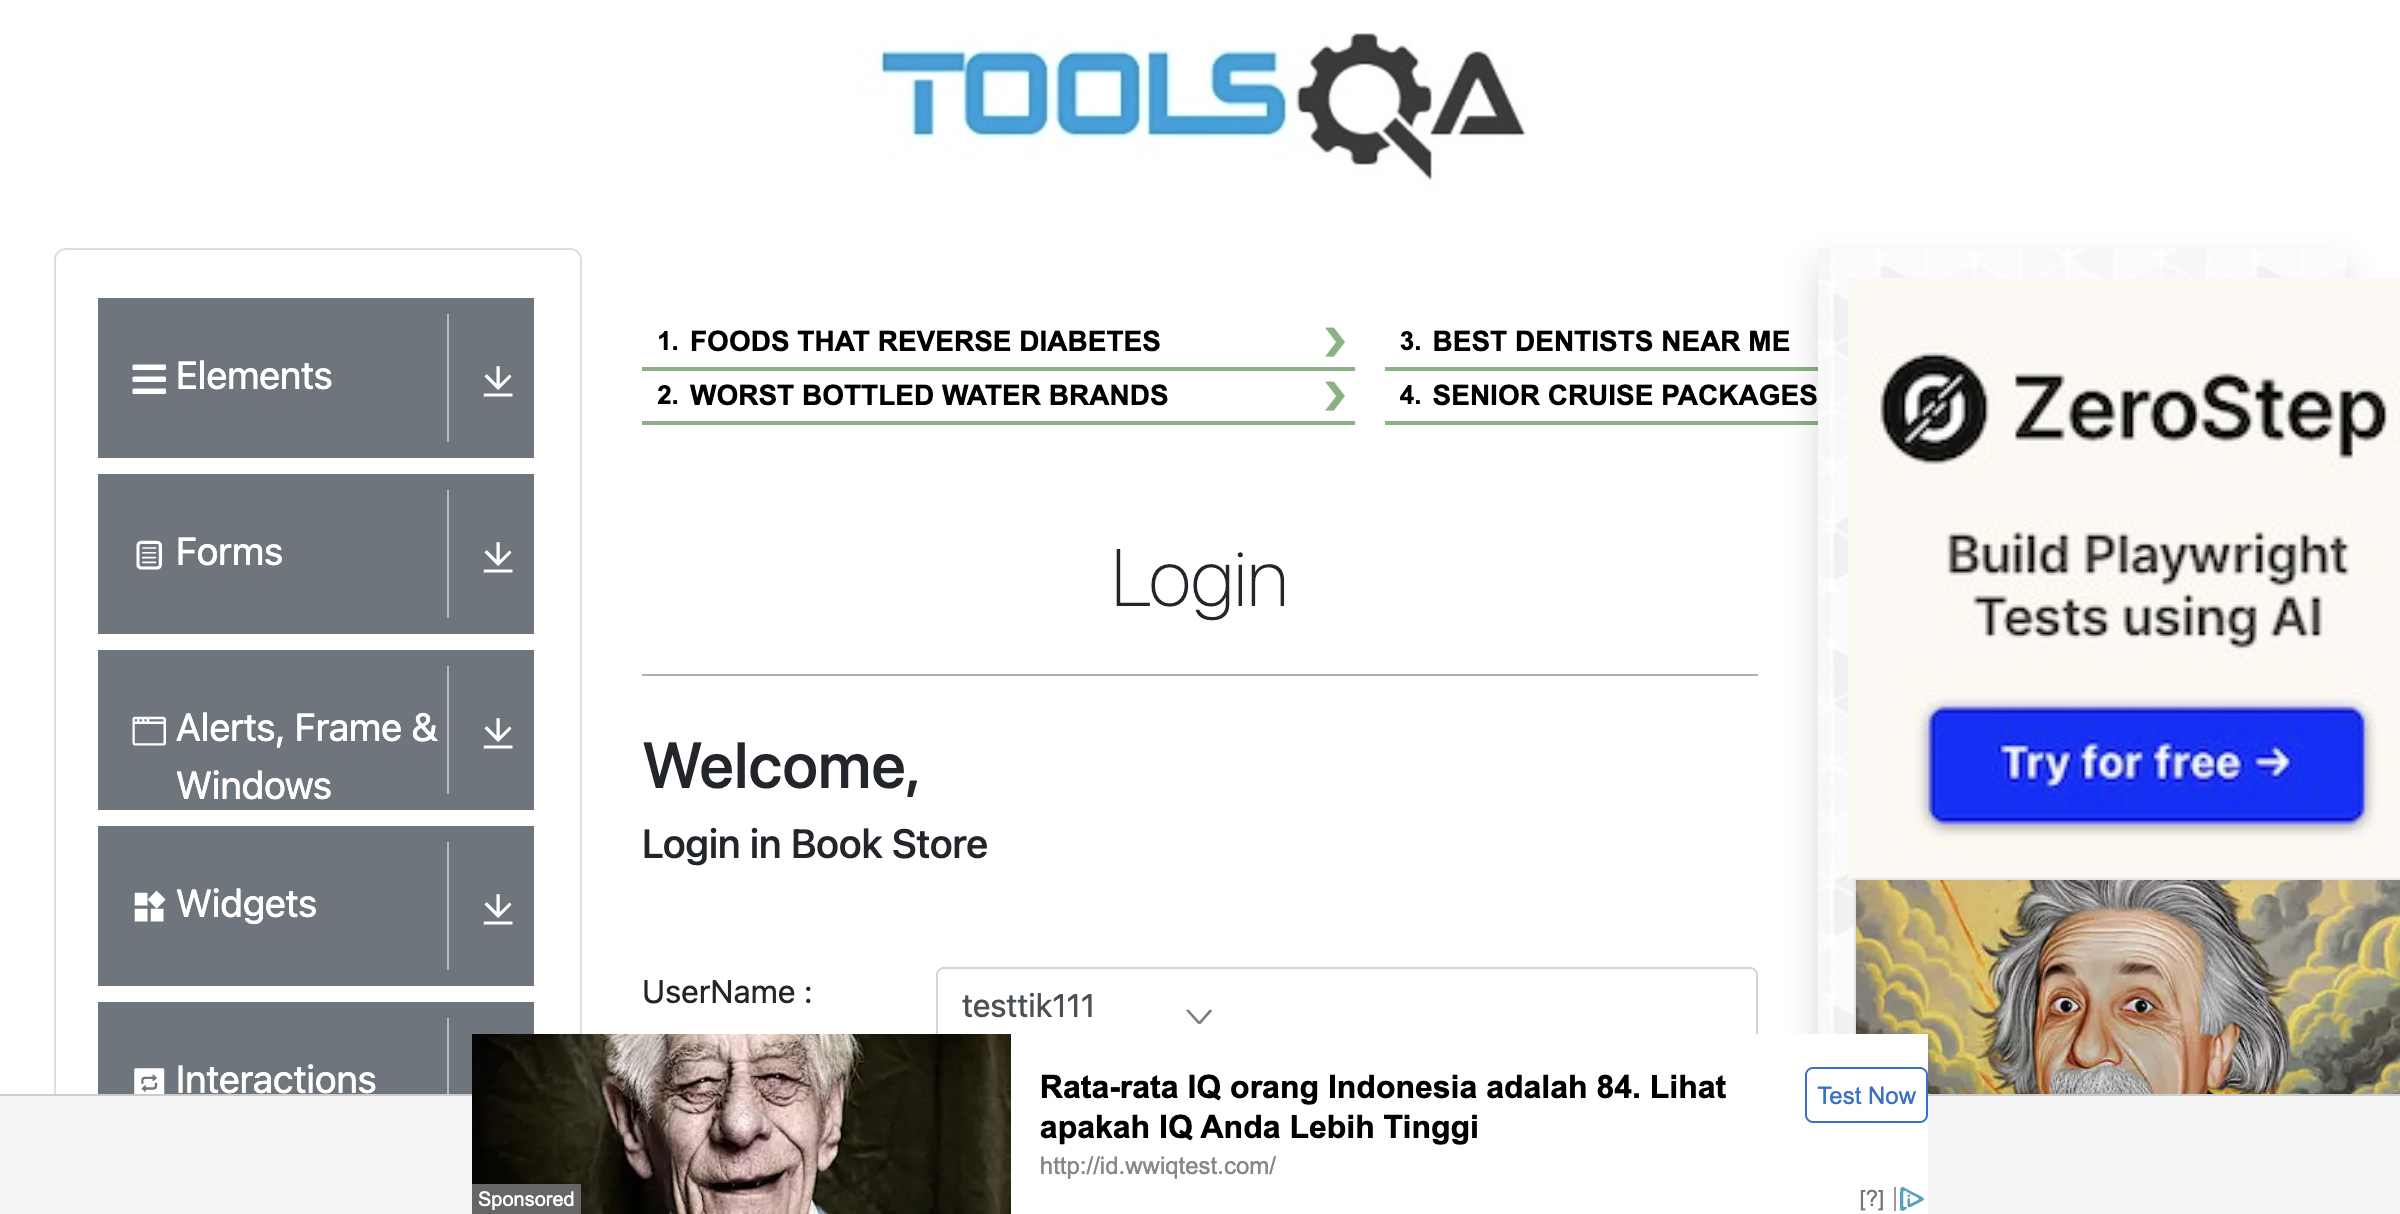 TOOLSQA
Elements
Forms
Alerts, Frame &
Windows
Widgets
Interactions
1. FOODS THAT REVERSE DIABETES
2. WORST BOTTLED WATER BRANDS
3. BEST DENTISTS NEAR ME
4. SENIOR CRUISE PACKAGES
Login
Welcome,
Login in Book Store
UserName :
testtik111
ZeroStep
Build Playwright
Tests using AI
Try for free →
Sponsored
Rata-rata IQ orang Indonesia adalah 84. Lihat
apakah IQ Anda Lebih Tinggi
http://id.wwiqtest.com/
Test Now
[?]